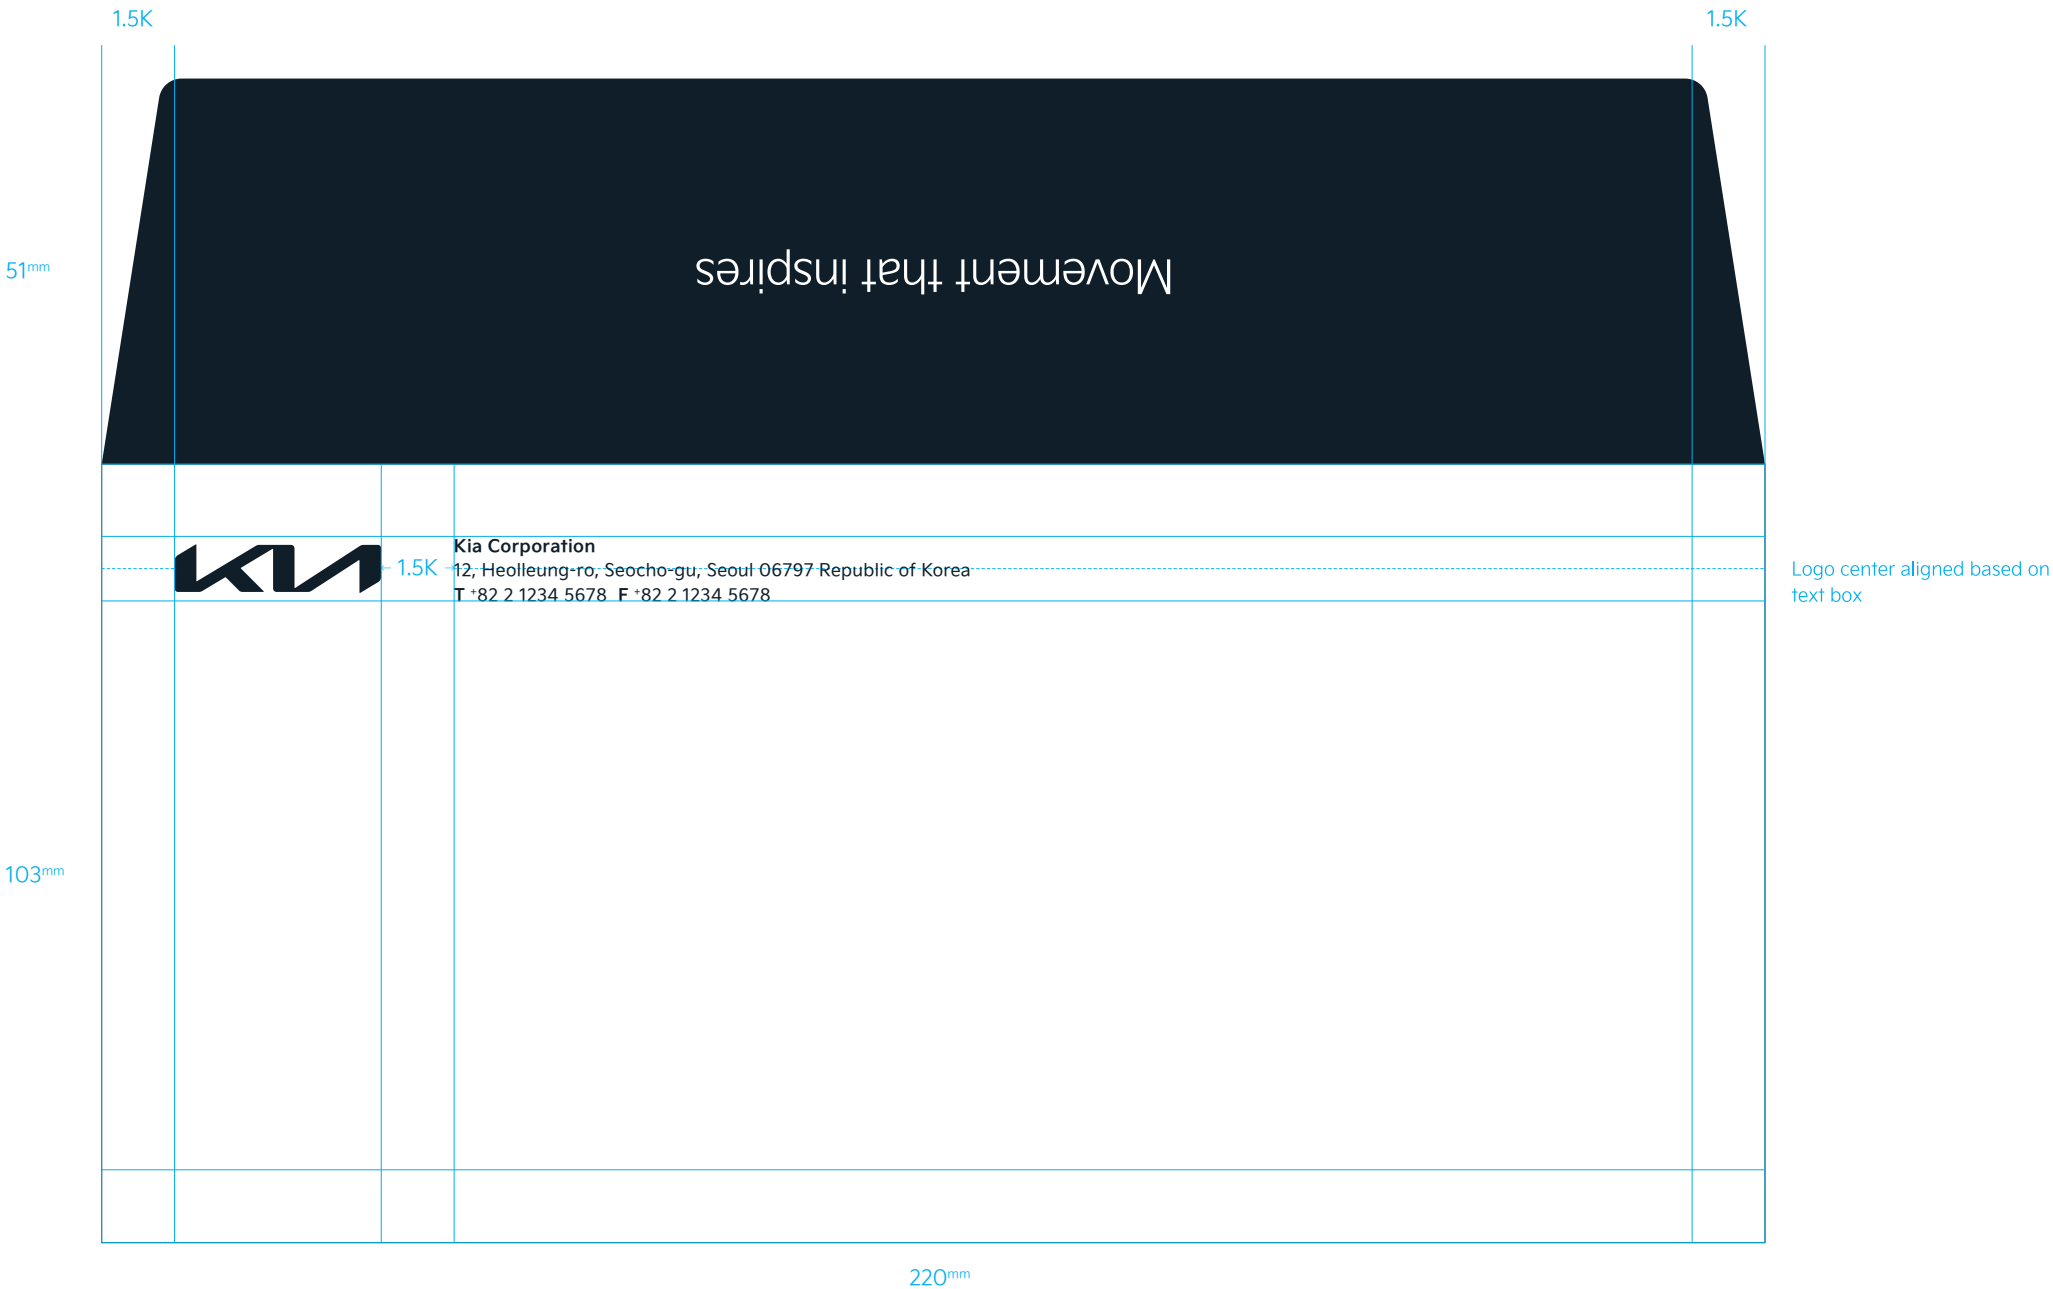 1.5K
1.5K
51mm
Movement that inspires
KIA
1.5K
Kia Corporation
12, Heolleung-ro, Seocho-gu, Seoul 06797 Republic of Korea
T +82 2 1234 5678 F +82 2 1234 5678
Logo center aligned based on
text box
103mm
220mm